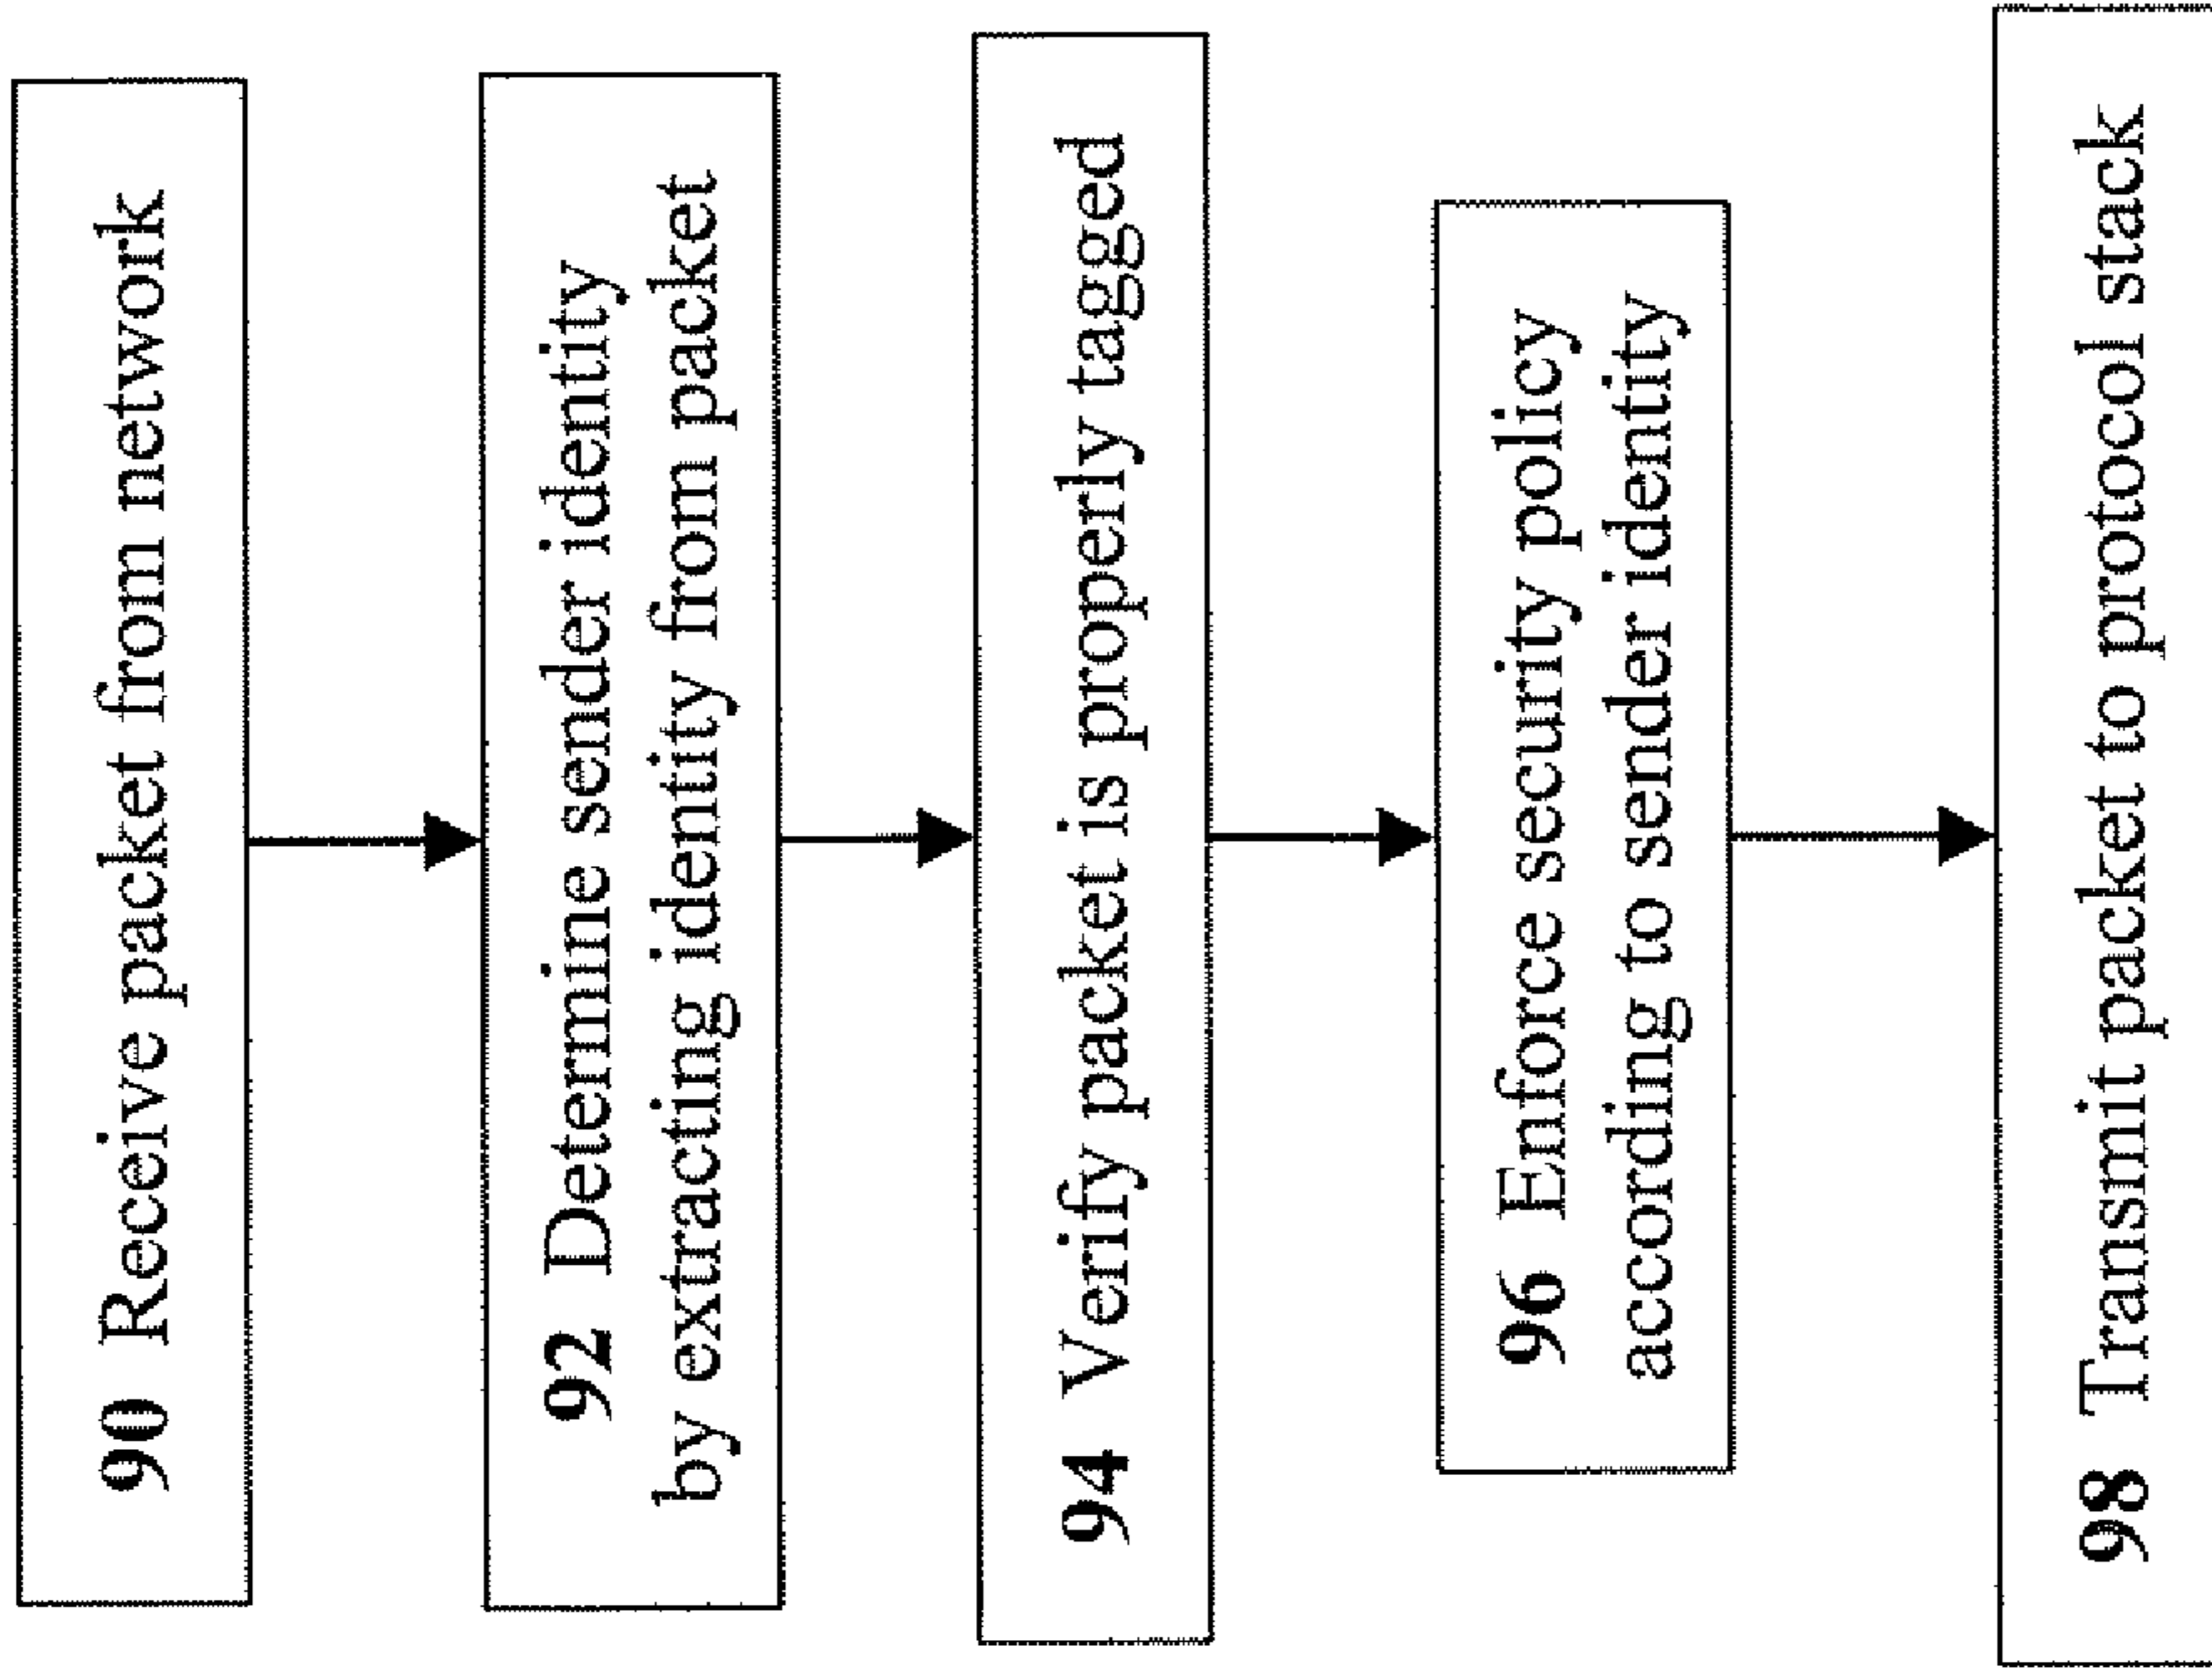 90 Receive packet from network
92 Determine sender identity
by extracting identity from packet
94 Verify packet is properly tagged
96 Enforce security policy
according to sender identity
98 Transmit packet to protocol stack